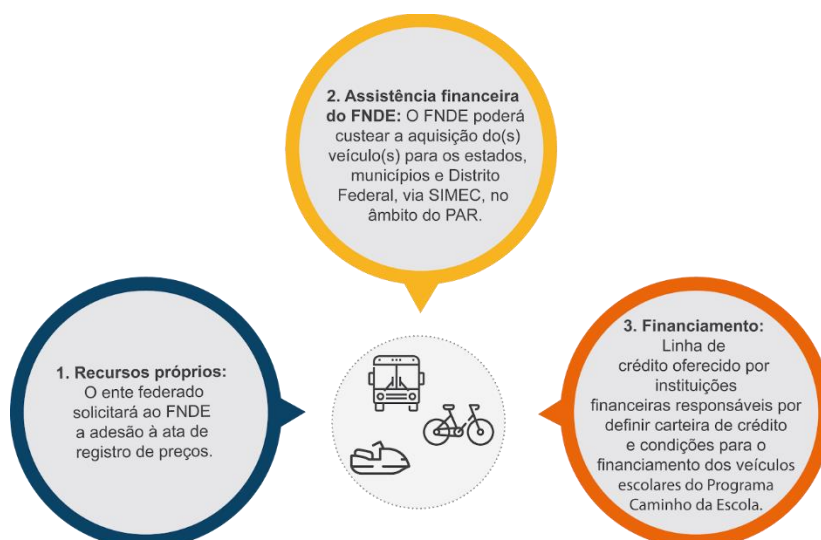 2. Assistência financeira
do FNDE: O FNDE poderá
custear a aquisição do(s)
veículo(s) para os estados,
municípios e Distrito
Federal, via SIMEC, no
âmbito do PAR.
1. Recursos próprios:
O ente federado
solicitará ao FNDE
a adesão à ata de
registro de preços.
3. Financiamento:
Linha de
crédito oferecido por
instituições
financeiras responsáveis por
definir carteira de crédito
e condições para o
financiamento dos veículos
escolares do Programa
Caminho da Escola.